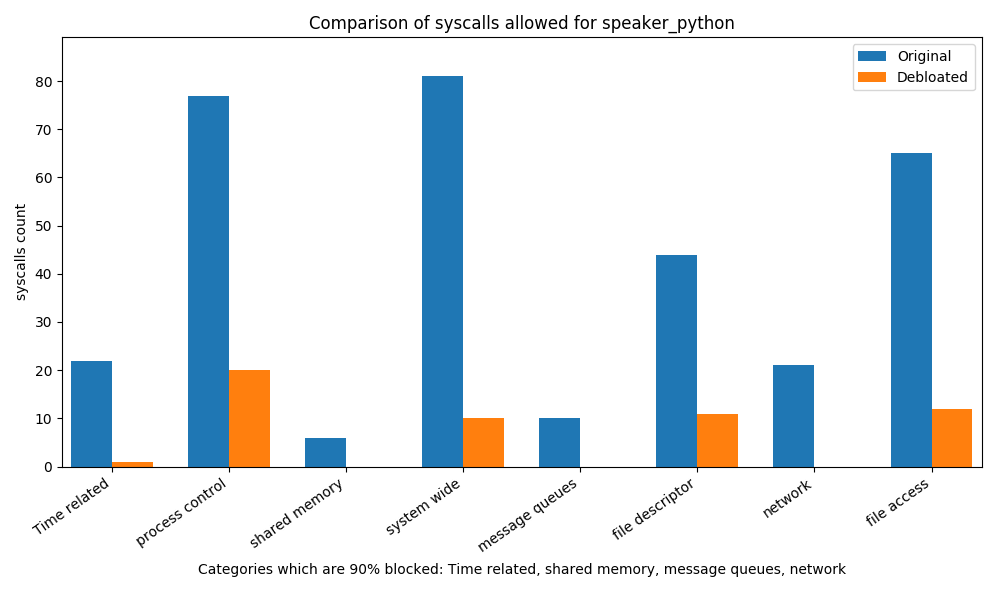 Comparison of syscalls allowed for speaker_python
Original
Debloated
syscalls count
80
70
60
50
40
30
20
10
0
Time related
process control
shared memory
system wide
message queues
file descriptor
network
file access
Categories which are 90% blocked: Time related, shared memory, message queues, network